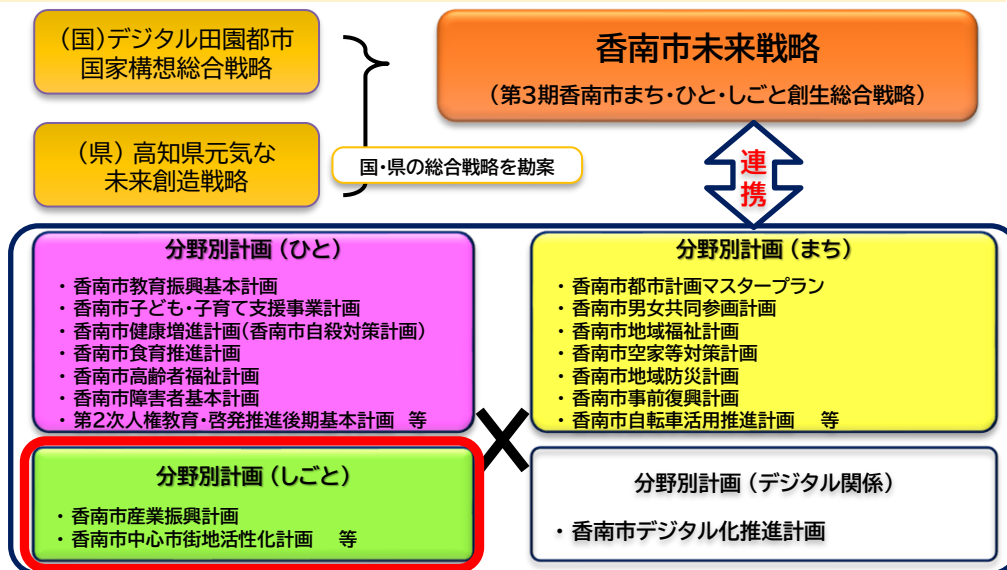 (国)デジタル田園都市
国家構想総合戦略
(県) 高知県元気な
未来創造戦略
国・県の総合戦略を勘案
香南市未来戦略
(第3期香南市まち・ひと・しごと創生総合戦略)
連
携
分野別計画(ひと)
・香南市教育振興基本計画
・香南市子ども・子育て支援事業計画
・香南市健康増進計画(香南市自殺対策計画)
・香南市食育推進計画
・香南市高齢者福祉計画
・香南市障害者基本計画
・第2次人権教育・啓発推進後期基本計画 等
分野別計画(まち)
・香南市都市計画マスタープラン
・香南市男女共同参画計画
・香南市地域福祉計画
・香南市空家等対策計画
・香南市地域防災計画
・香南市事前復興計画
・香南市自転車活用推進計画 等
分野別計画(しごと)
・香南市産業振興計画
・香南市中心市街地活性化計画 等
分野別計画(デジタル関係)
・香南市デジタル化推進計画